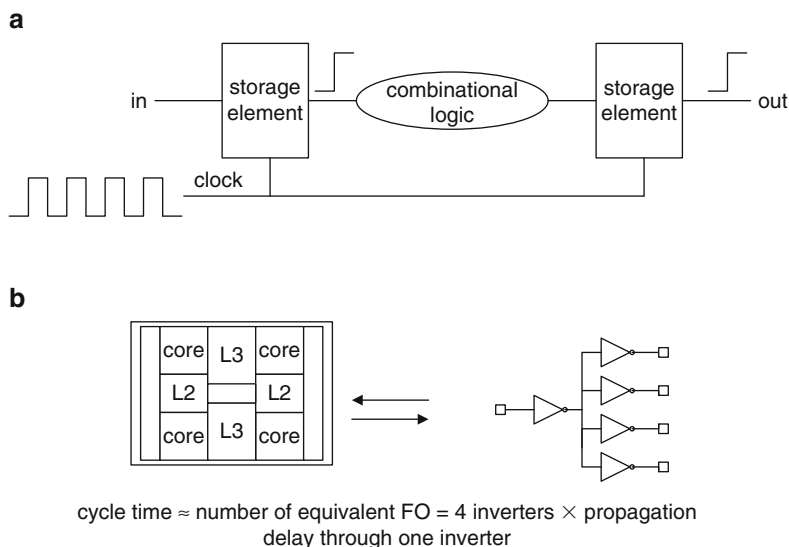 a
storage
element
in
combinational
logic
storage
element
out
clock
b
core
L3
core
L2
L2
core
L3
core
cycle time ≈ number of equivalent FO = 4 inverters × propagation
delay through one inverter